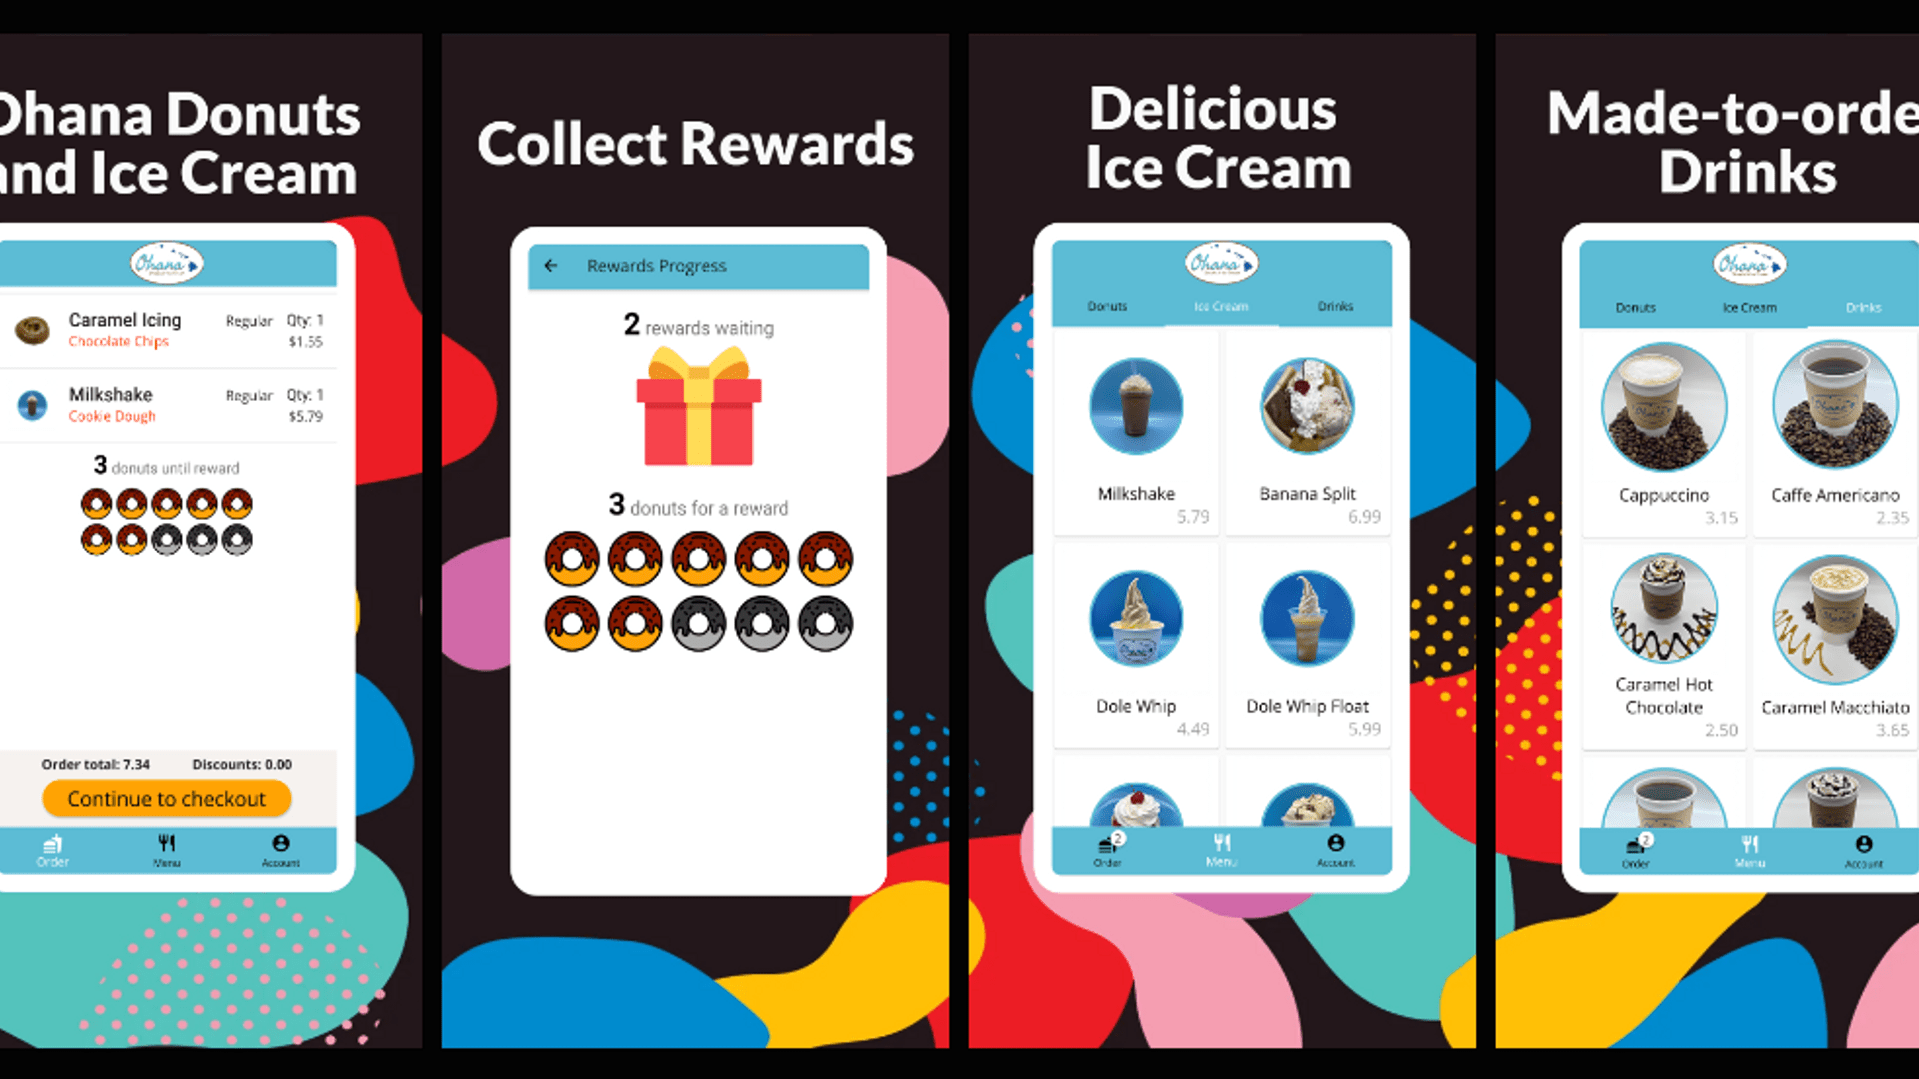 Ohana Donuts
and Ice Cream
Ohana
Caramel Icing Regular Qty: 1
Chocolate Chips $1.55
Milkshake Regular Qty: 1
Cookie Dough $5.79
3 donuts until reward
Order total: 7.34 Discounts: 0.00
Continue to checkout
Order Menu Account
Collect Rewards
Rewards Progress
2 rewards waiting
3 donuts for a reward
Delicious
Ice Cream
Ohana
Donuts Ice Cream Drinks
Milkshake Banana Split
5.79 6.99
Dole Whip Dole Whip Float
4.49 5.99
2
Order Menu Account
Made-to-orde
Drinks
Ohana
Donuts Ice Cream Drinks
Cappuccino Caffe Americano
3.15 2.35
Caramel Hot
Chocolate Caramel Macchiato
2.50 3.65
2
Order Menu Account